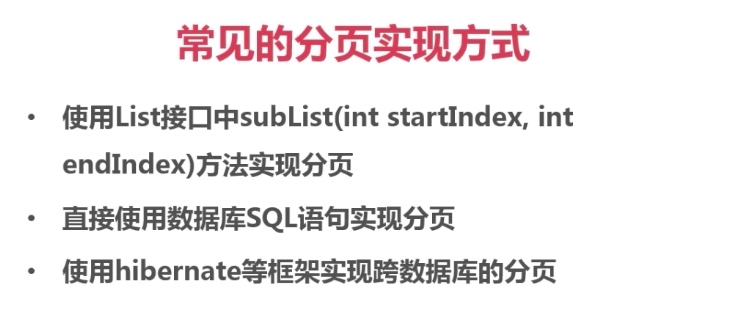 常见的分页实现方式
• 使用List接口中subList(int startIndex, int
endIndex)方法实现分页
• 直接使用数据库SQL语句实现分页
• 使用hibernate等框架实现跨数据库的分页